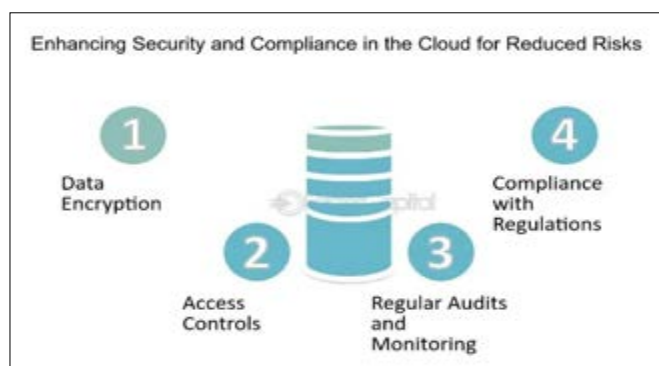 Enhancing Security and Compliance in the Cloud for Reduced Risks
1
Data
Encryption
2
Access
Controls
3
Regular Audits
and
Monitoring
4
Compliance
with
Regulations